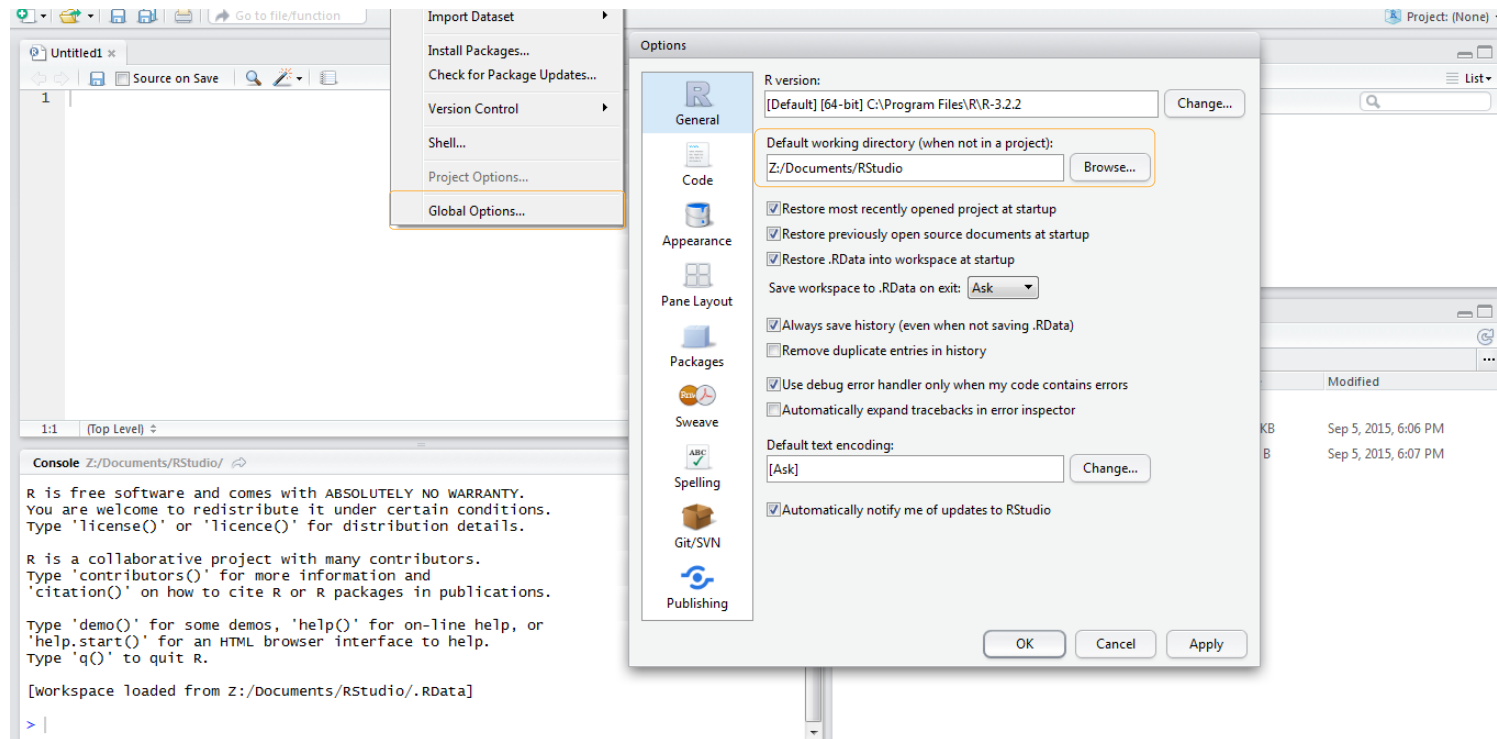 Go to file/function
Project: (None)
Untitled1
Source on Save
List
1
1:1 (Top Level)
Import Dataset
Install Packages...
Check for Package Updates...
Version Control
Shell...
Project Options...
Global Options...
Options
General
Code
Appearance
Pane Layout
Packages
Rnw
Sweave
ABC
Spelling
Git/SVN
Publishing
R version:
[Default] [64-bit] C:\Program Files\R\R-3.2.2
Change...
Default working directory (when not in a project):
Z:/Documents/RStudio
Browse...
Restore most recently opened project at startup
Restore previously open source documents at startup
Restore .RData into workspace at startup
Save workspace to .RData on exit: Ask
Always save history (even when not saving .RData)
Remove duplicate entries in history
Use debug error handler only when my code contains errors
Automatically expand tracebacks in error inspector
Default text encoding:
[Ask]
Change...
Automatically notify me of updates to RStudio
OK
Cancel
Apply
Modified
KB Sep 5, 2015, 6:06 PM
B Sep 5, 2015, 6:07 PM
Console Z:/Documents/RStudio/
R is free software and comes with ABSOLUTELY NO WARRANTY.
You are welcome to redistribute it under certain conditions.
Type 'license()' or 'licence()' for distribution details.
R is a collaborative project with many contributors.
Type 'contributors()' for more information and
'citation()' on how to cite R or R packages in publications.
Type 'demo()' for some demos, 'help()' for on-line help, or
'help.start()' for an HTML browser interface to help.
Type 'q()' to quit R.
[Workspace loaded from Z:/Documents/RStudio/.RData]
>